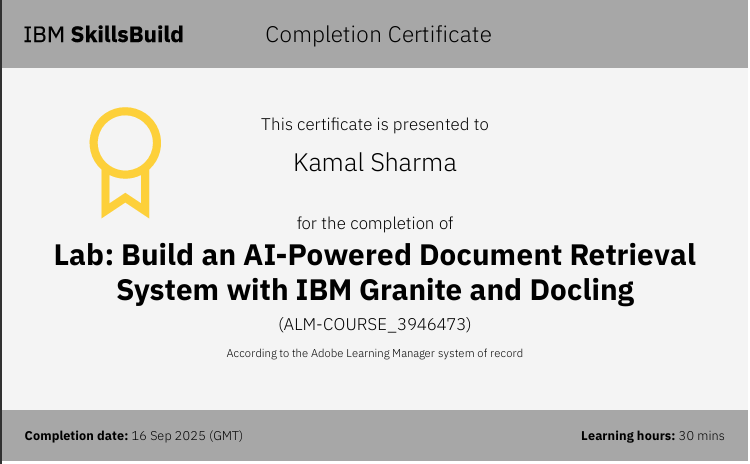 IBM SkillsBuild
Completion Certificate
This certificate is presented to
Kamal Sharma
for the completion of
Lab: Build an AI-Powered Document Retrieval
System with IBM Granite and Docling
(ALM-COURSE_3946473)
According to the Adobe Learning Manager system of record
Completion date: 16 Sep 2025 (GMT)
Learning hours: 30 mins